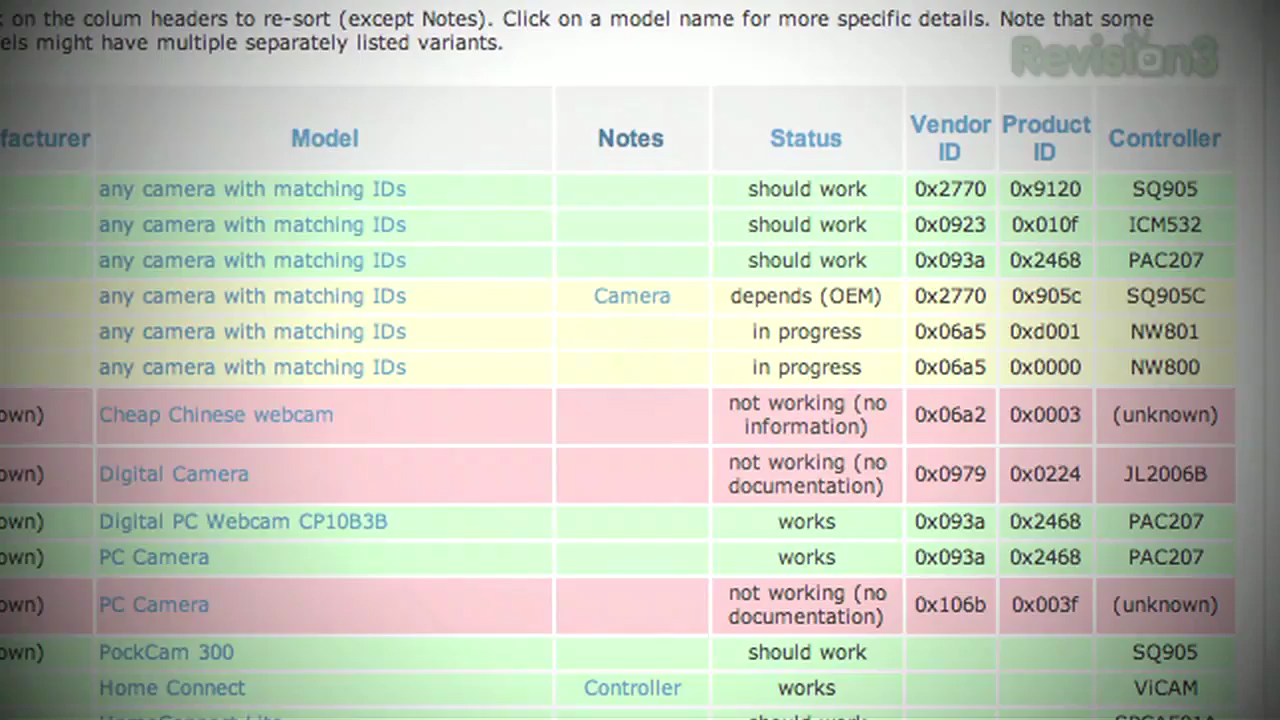 on the colum headers to re-sort (except Notes). Click on a model name for more specific details. Note that some
els might have multiple separately listed variants.
Revision3
facturer Model Notes Status Vendor ID Product ID Controller
any camera with matching IDs should work 0x2770 0x9120 SQ905
any camera with matching IDs should work 0x0923 0x010f ICM532
any camera with matching IDs should work 0x093a 0x2468 PAC207
any camera with matching IDs Camera depends (OEM) 0x2770 0x905c SQ905C
any camera with matching IDs in progress 0x06a5 0xd001 NW801
any camera with matching IDs in progress 0x06a5 0x0000 NW800
own) Cheap Chinese webcam not working (no information) 0x06a2 0x0003 (unknown)
own) Digital Camera not working (no documentation) 0x0979 0x0224 JL2006B
own) Digital PC Webcam CP10B3B works 0x093a 0x2468 PAC207
own) PC Camera works 0x093a 0x2468 PAC207
own) PC Camera not working (no documentation) 0x106b 0x003f (unknown)
own) PockCam 300 should work SQ905
Home Connect Controller works ViCAM